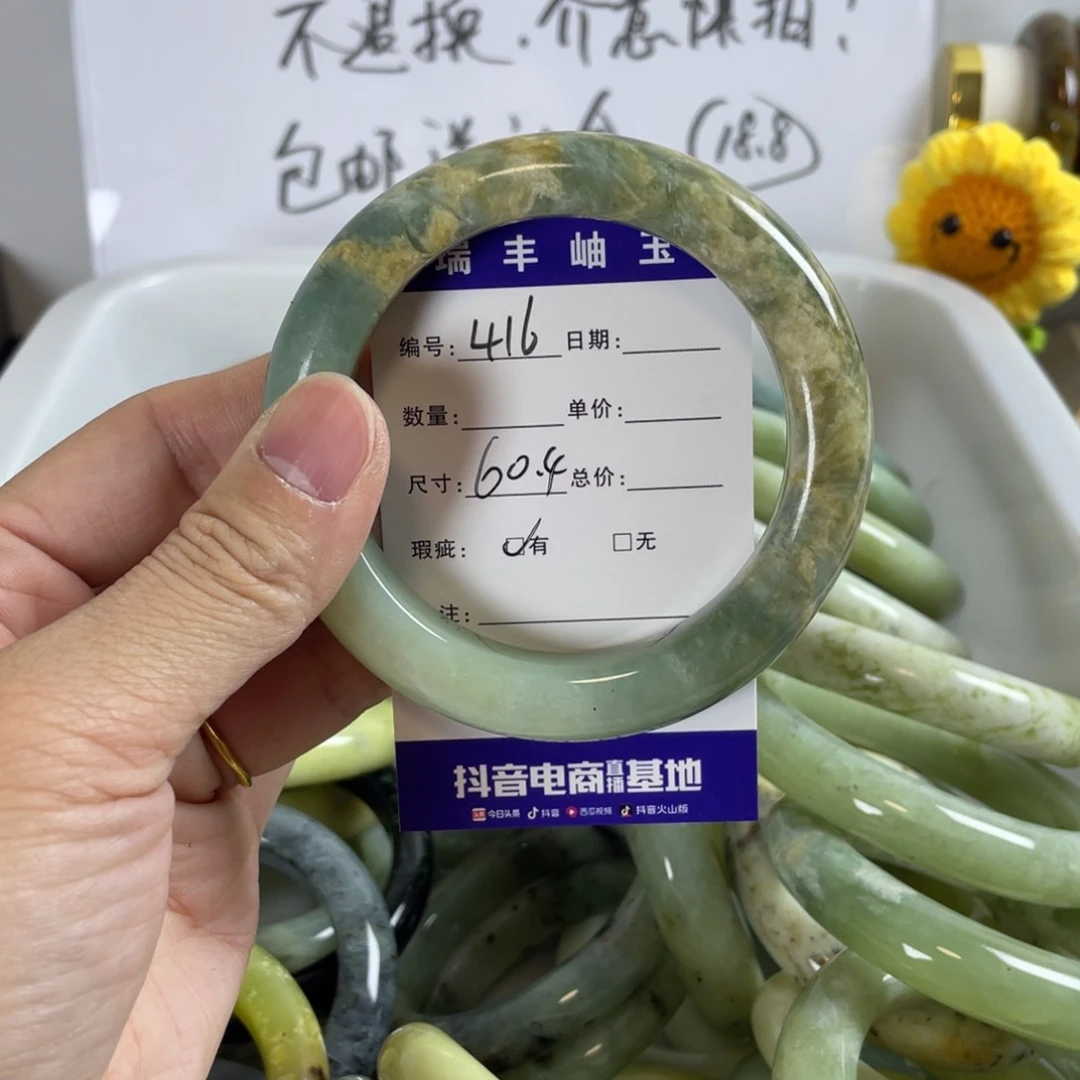 不退换，介意慎拍！
包邮送 (18.8)
瑞丰岫玉
编号: 416 日期:
数量: 单价:
尺寸: 60.4 总价:
瑕疵: ☑有 □无
注:
抖音电商直播基地
今日头条 抖音 西瓜视频 抖音火山版